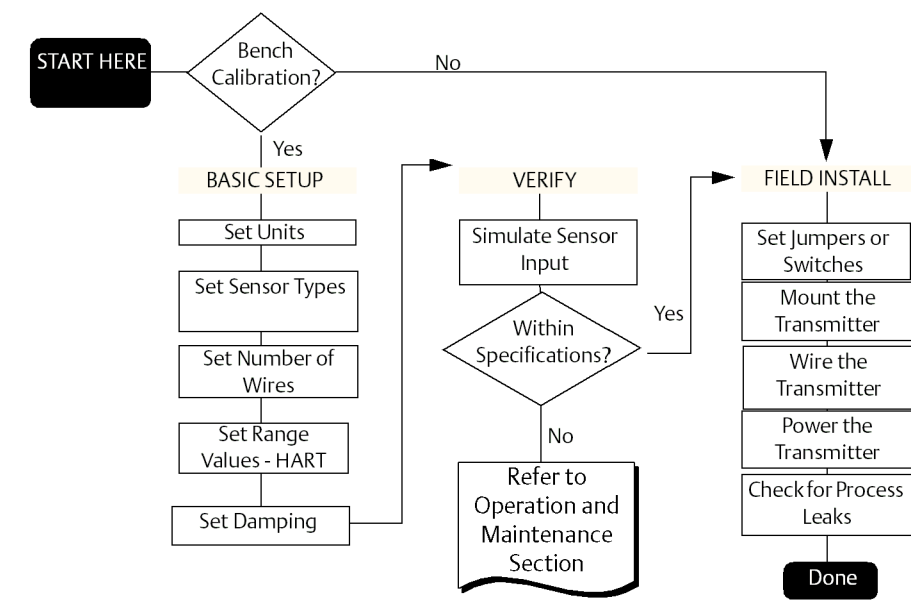 START HERE
Bench
Calibration?
No
Yes
BASIC SETUP
Set Units
Set Sensor Types
Set Number of
Wires
Set Range
Values - HART
Set Damping
VERIFY
Simulate Sensor
Input
Within
Specifications?
Yes
No
Refer to
Operation and
Maintenance
Section
FIELD INSTALL
Set Jumpers or
Switches
Mount the
Transmitter
Wire the
Transmitter
Power the
Transmitter
Check for Process
Leaks
Done